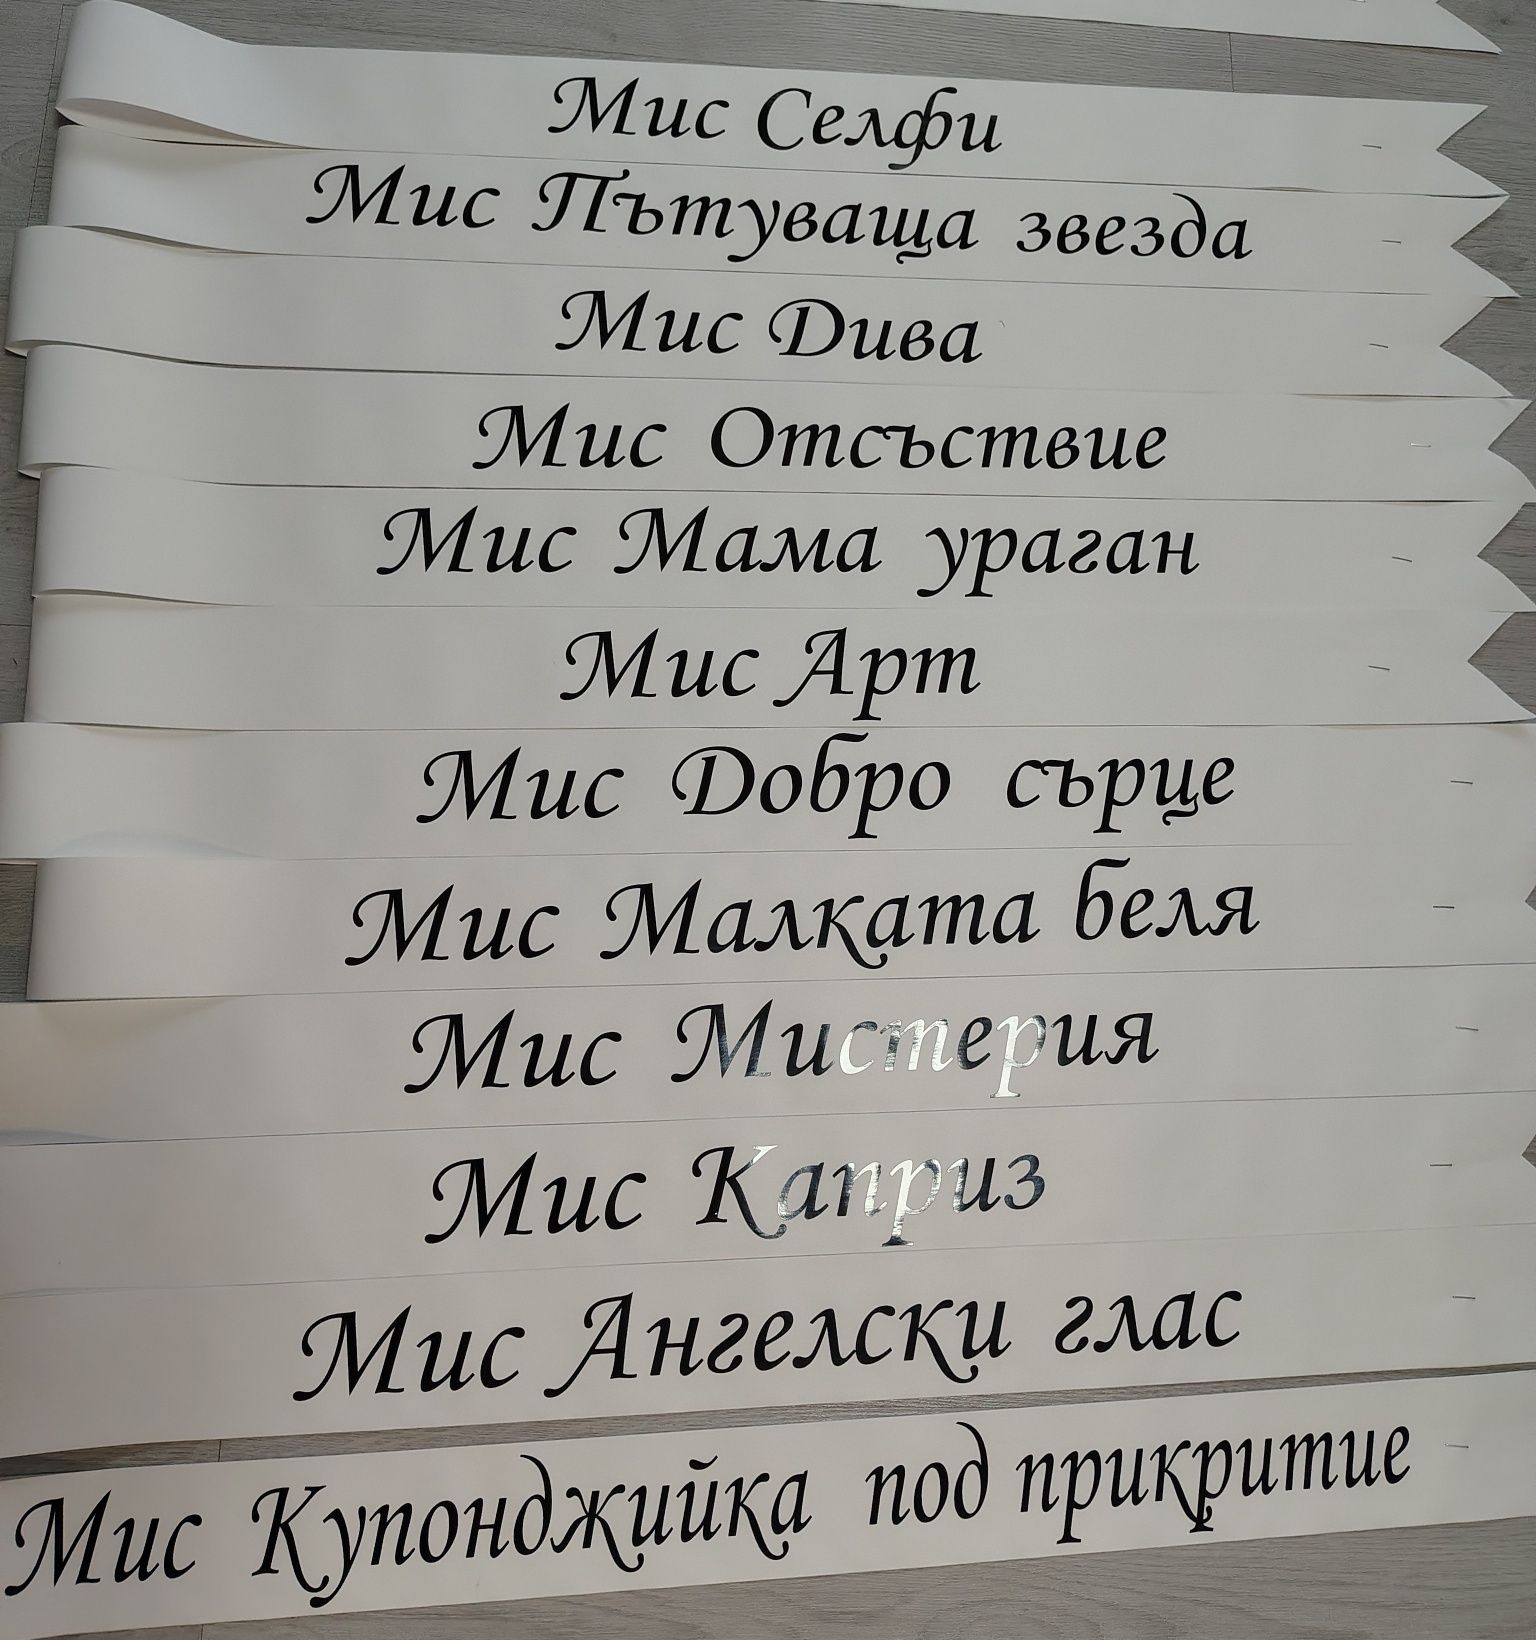 Мис Селфи
Мис Пътуваща звезда
Мис Дива
Мис Отсъствие
Мис Мама ураган
Мис Арт
Мис Добро сърце
Мис Малката беля
Мис Мистерия
Мис Каприз
Мис Ангелски глас
Мис Купонджийка под прикритие